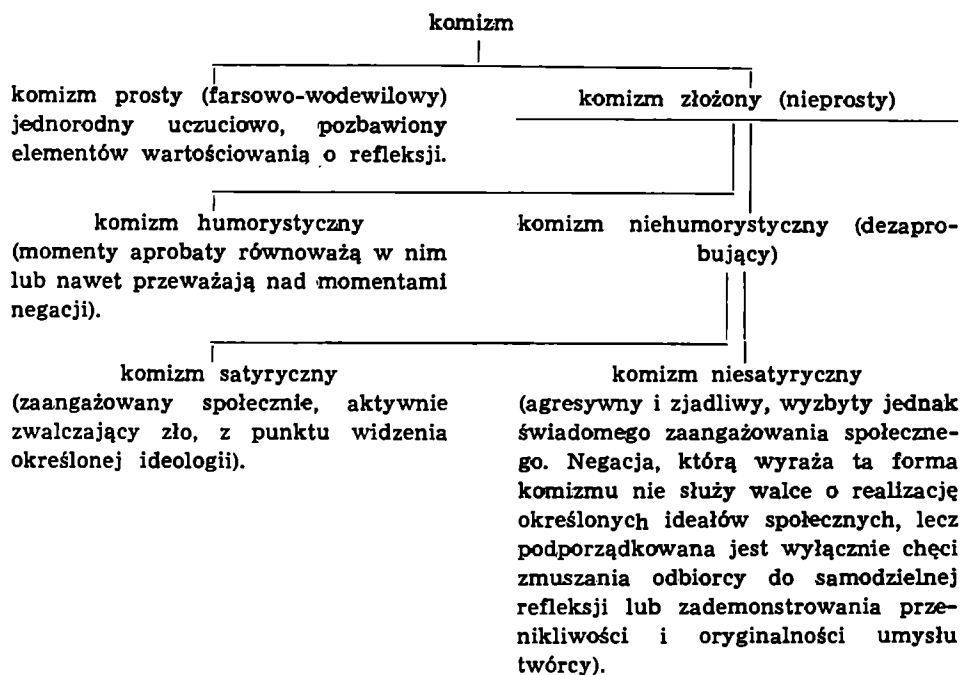 komizm
komizm prosty (farsowo-wodewilowy)
jednorodny uczuciowo, pozbawiony
elementów wartościowania o refleksji.
komizm złożony (nieprosty)
komizm humorystyczny
(momenty aprobaty równoważą w nim
lub nawet przeważają nad momentami
negacji).
komizm niehumorystyczny (dezapro-
bujący)
komizm satyryczny
(zaangażowany społecznie, aktywnie
zwalczający zło, z punktu widzenia
określonej ideologii).
komizm niesatyryczny
(agresywny i zjadliwy, wyzbyty jednak
świadomego zaangażowania społeczne-
go. Negacja, którą wyraża ta forma
komizmu nie służy walce o realizację
określonych ideałów społecznych, lecz
podporządkowana jest wyłącznie chęci
zmuszania odbiorcy do samodzielnej
refleksji lub zademonstrowania prze-
nikliwości i oryginalności umysłu
twórcy).